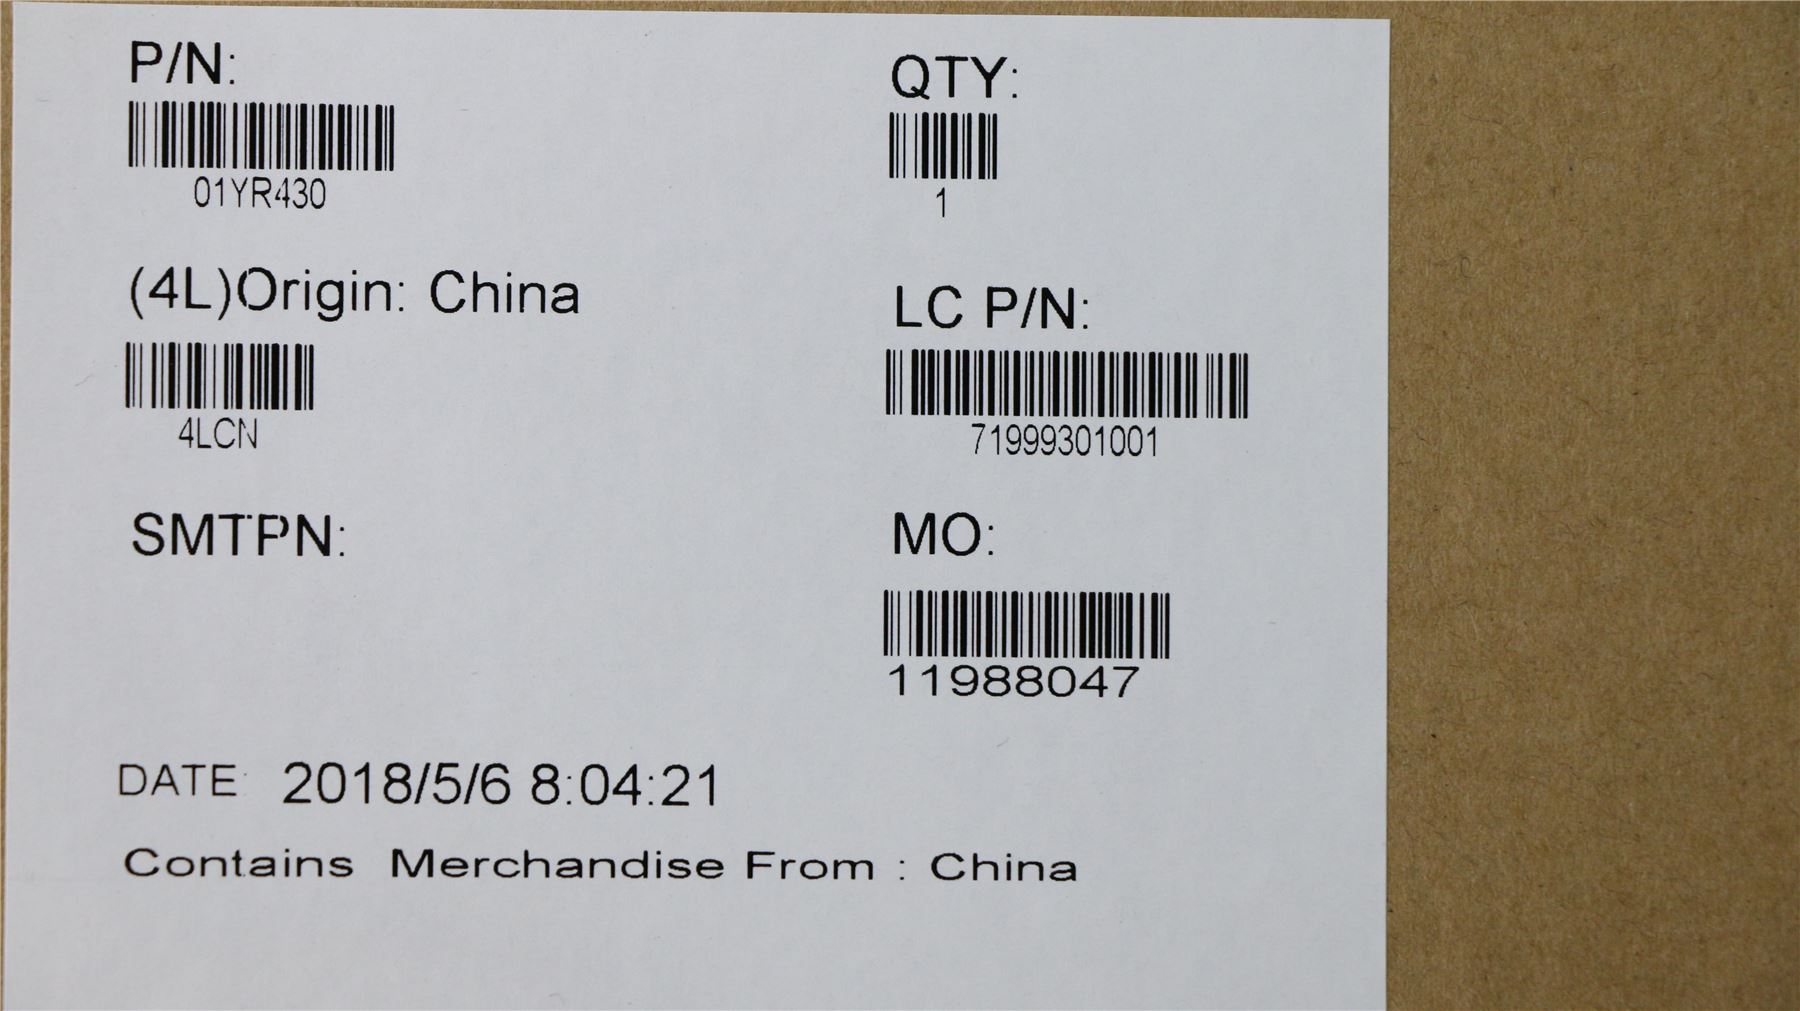 P/N:
01YR430
QTY:
1
(4L)Origin: China
4LCN
LC P/N:
71999301001
SMTPN:
MO:
11988047
DATE: 2018/5/6 8:04:21
Contains Merchandise From : China